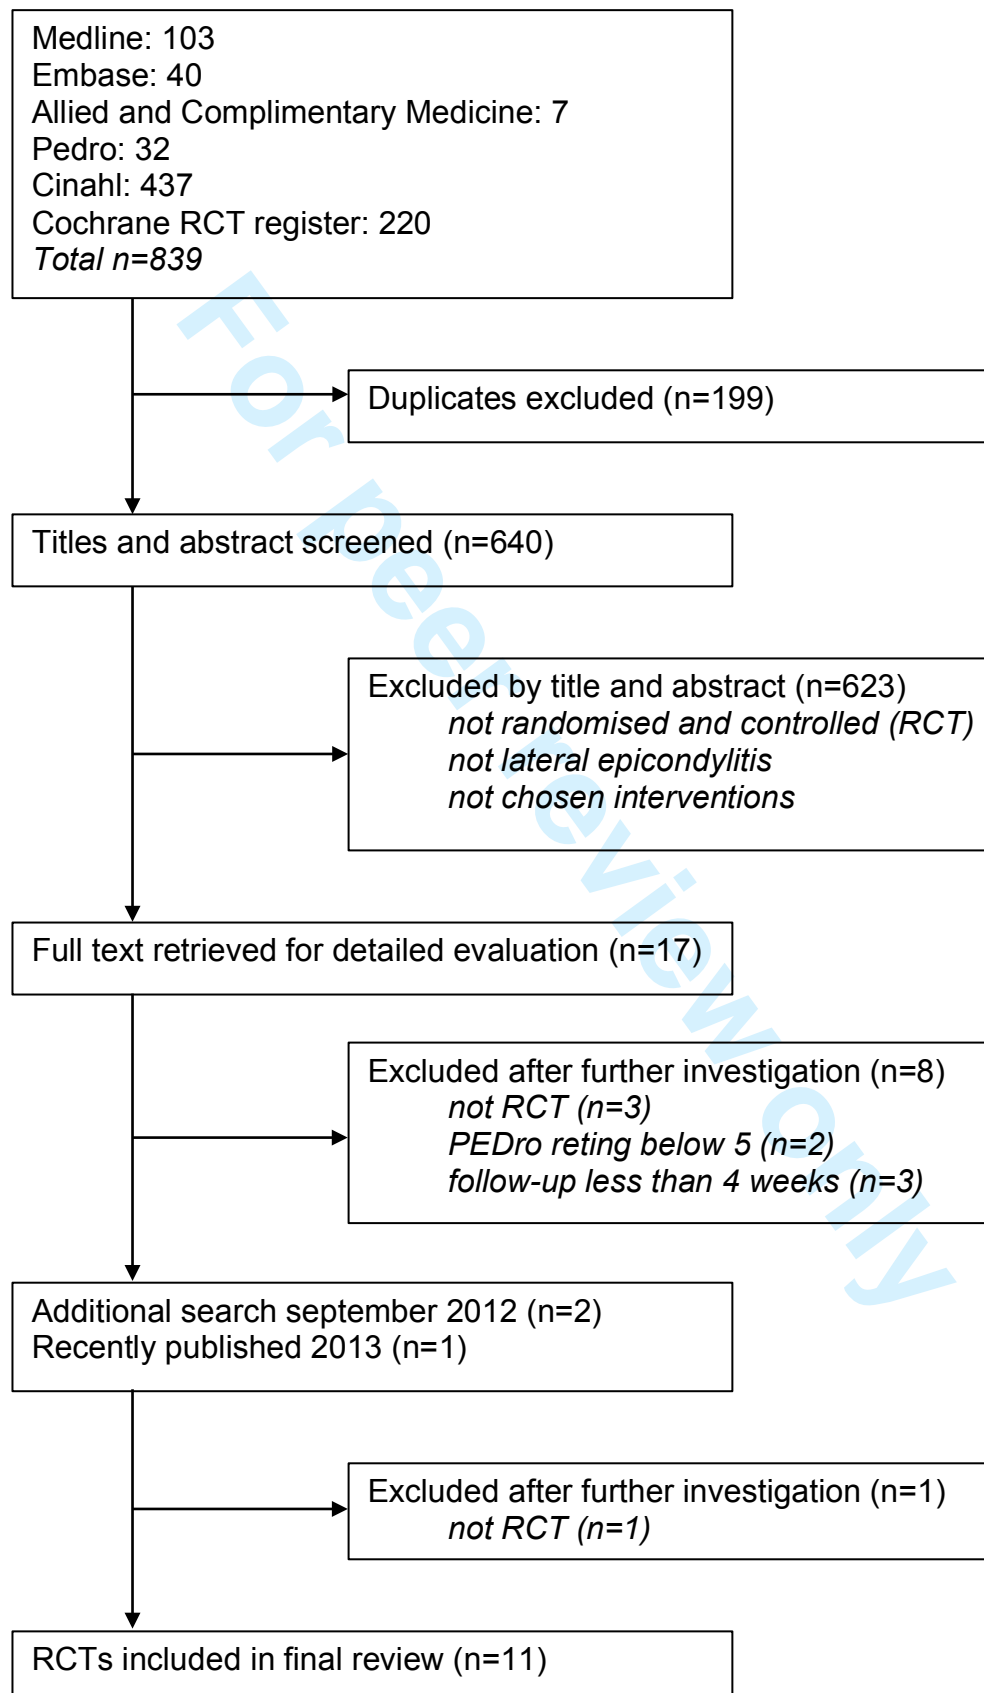 Medline: 103
Embase: 40
Allied and Complimentary Medicine: 7
Pedro: 32
Cinahl: 437
Cochrane RCT register: 220
Total n=839
Duplicates excluded (n=199)
Titles and abstract screened (n=640)
Excluded by title and abstract (n=623)
not randomised and controlled (RCT)
not lateral epicondylitis
not chosen interventions
Full text retrieved for detailed evaluation (n=17)
Excluded after further investigation (n=8)
not RCT (n=3)
PEDro reting below 5 (n=2)
follow-up less than 4 weeks (n=3)
Additional search september 2012 (n=2)
Recently published 2013 (n=1)
Excluded after further investigation (n=1)
not RCT (n=1)
RCTs included in final review (n=11)
For peer review only